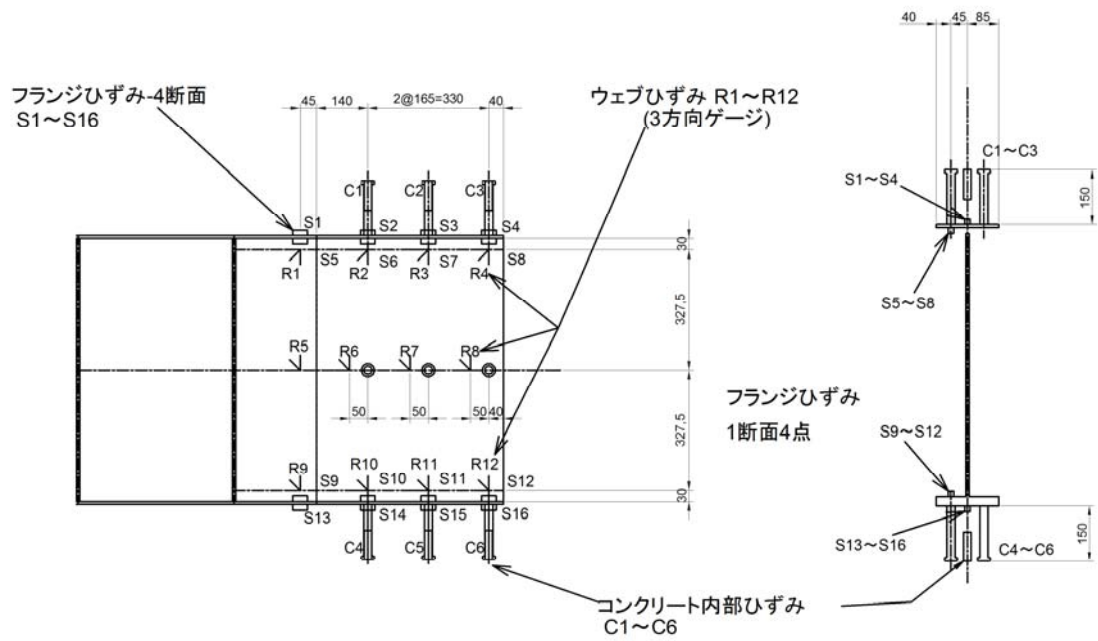 フランジひずみ-4断面
S1～S16
45
140
2@165=330
40
ウェブひずみ R1～R12
(3方向ゲージ)
C1
C2
C3
S1
S2
S3
S4
R1
S5
R2
S6
R3
S7
R4
S8
R5
R6
R7
R8
50
50
50
40
R9
S9
R10
S10
R11
S11
R12
S12
S13
S14
S15
S16
C4
C5
C6
30
327,5
327,5
30
コンクリート内部ひずみ
C1～C6
40
45
85
C1～C3
S1～S4
150
S5～S8
フランジひずみ
1断面4点
S9～S12
S13～S16
150
C4～C6